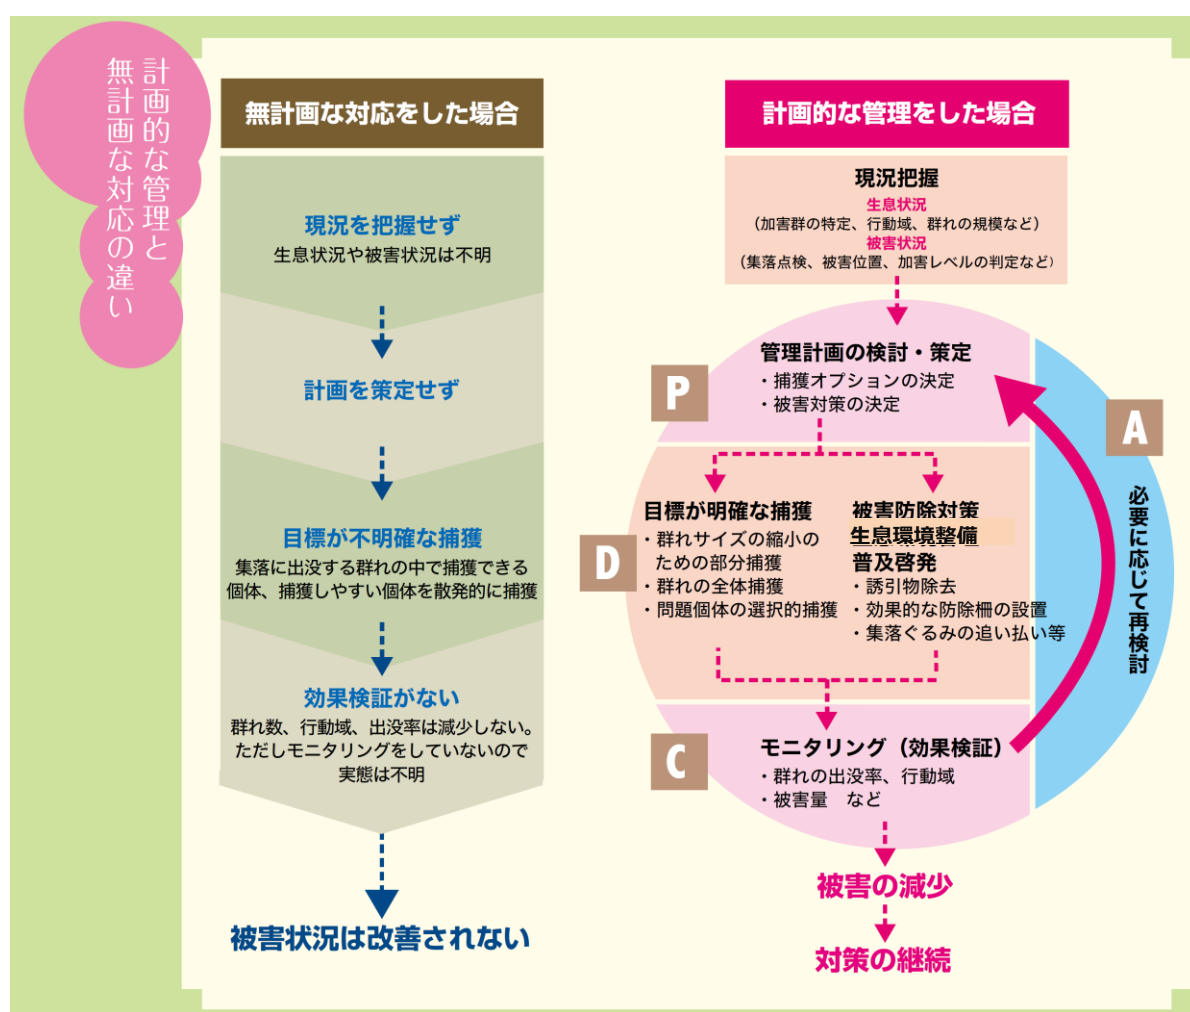 計画的な管理と
無計画な対応の違い
無計画な対応をした場合
現況を把握せず
生息状況や被害状況は不明
計画を策定せず
目標が不明確な捕獲
集落に出没する群れの中で捕獲できる
個体、捕獲しやすい個体を散発的に捕獲
効果検証がない
群れ数、行動域、出没率は減少しない。
ただしモニタリングをしていないので
実態は不明
被害状況は改善されない
計画的な管理をした場合
現況把握
生息状況
（加害群の特定、行動域、群れの規模など）
被害状況
（集落点検、被害位置、加害レベルの判定など）
P
管理計画の検討・策定
・捕獲オプションの決定
・被害対策の決定
D
目標が明確な捕獲
・群れサイズの縮小の
ための部分捕獲
・群れの全体捕獲
・問題個体の選択的捕獲
被害防除対策
生息環境整備
普及啓発
・誘引物除去
・効果的な防除柵の設置
・集落ぐるみの追い払い等
C
モニタリング（効果検証）
・群れの出没率、行動域
・被害量　など
A
必要に応じて再検討
被害の減少
対策の継続